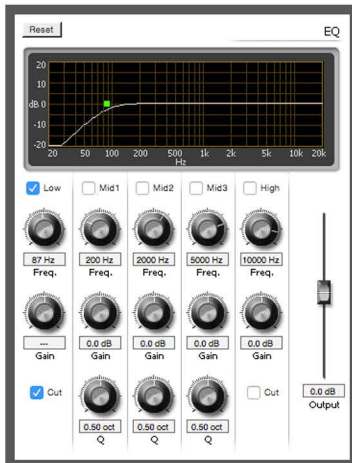 Reset
EQ
20
10
dB 0
-10
-20
20 50 100 200 500 1k 2k 5k 10k 20k
Hz
Low Mid1 Mid2 Mid3 High
87 Hz 200 Hz 2000 Hz 5000 Hz 10000 Hz
Freq. Freq. Freq. Freq. Freq.
--- 0.0 dB 0.0 dB 0.0 dB 0.0 dB
Gain Gain Gain Gain Gain
Cut Cut
0.0 dB
Output
0.50 oct 0.50 oct 0.50 oct
Q Q Q